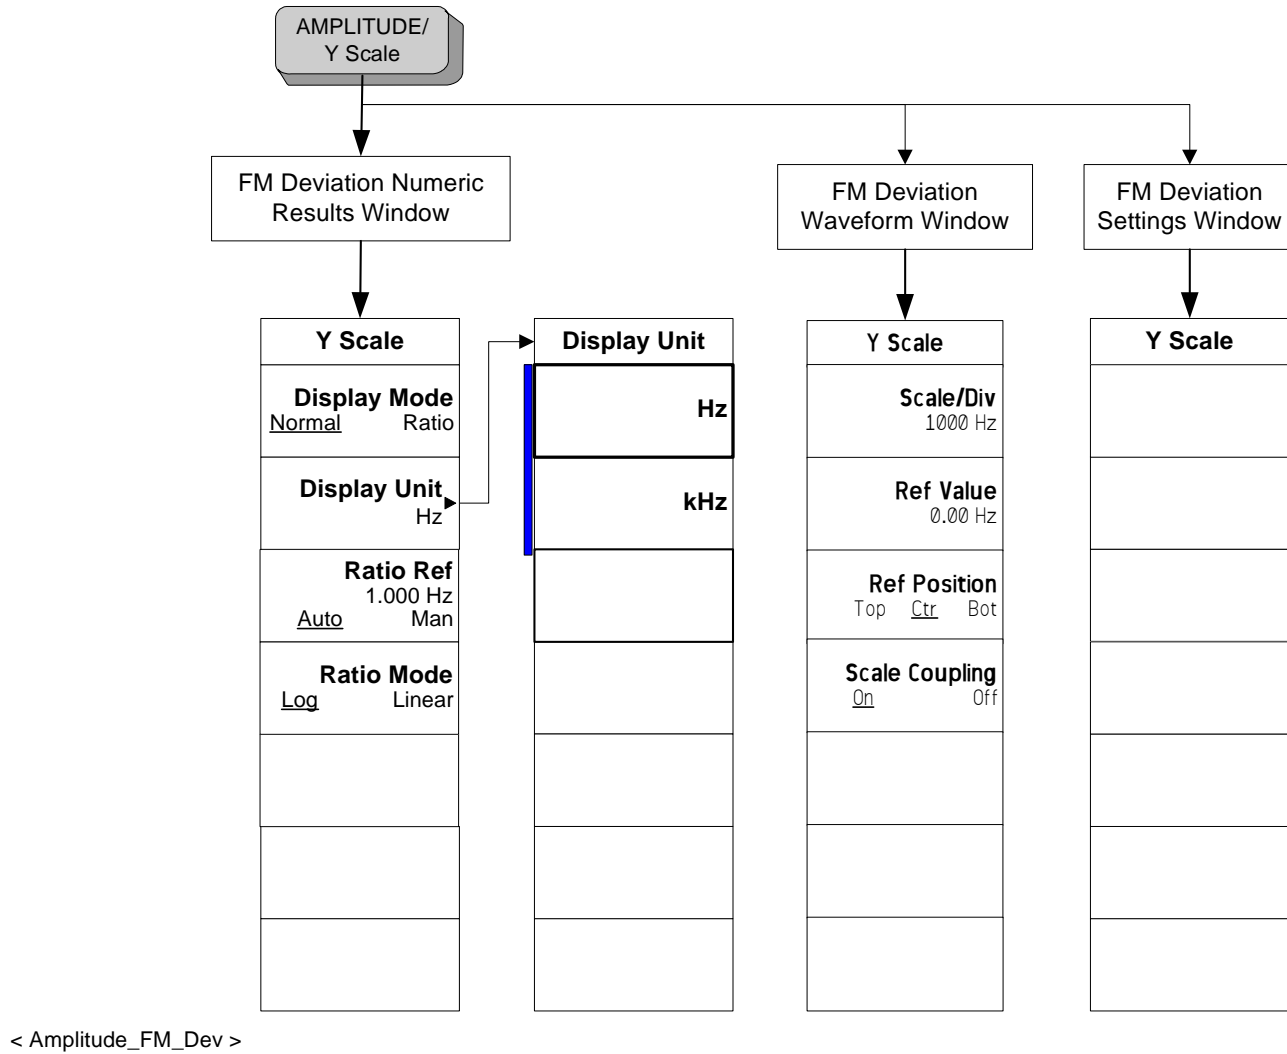 AMPLITUDE/
Y Scale
FM Deviation Numeric
Results Window
FM Deviation
Waveform Window
FM Deviation
Settings Window
Y Scale
Display Mode
Normal Ratio
Display Unit
Hz
Ratio Ref
1.000 Hz
Auto Man
Ratio Mode
Log Linear
Display Unit
Hz
kHz
Y Scale
Scale/Div
1000 Hz
Ref Value
0.00 Hz
Ref Position
Top Ctr Bot
Scale Coupling
On Off
Y Scale
< Amplitude_FM_Dev >